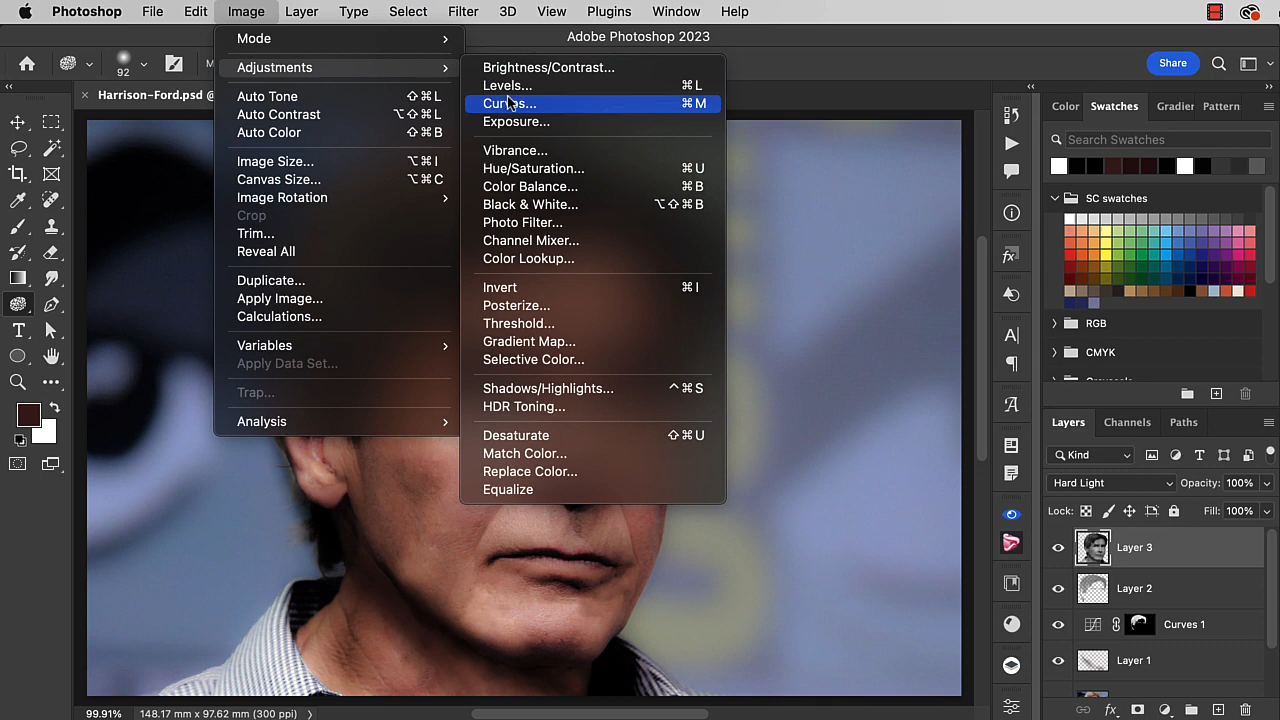 Photoshop File Edit Image Layer Type Select Filter 3D View Plugins Window Help
Adobe Photoshop 2023
92
Share
Harrison-Ford.psd @
Mode
Adjustments
Auto Tone ⇧⌘L
Auto Contrast ⌥⇧⌘L
Auto Color ⇧⌘B
Image Size... ⌥⌘I
Canvas Size... ⌥⌘C
Image Rotation
Crop
Trim...
Reveal All
Duplicate...
Apply Image...
Calculations...
Variables
Apply Data Set...
Trap...
Analysis
Brightness/Contrast...
Levels... ⌘L
Curves... ⌘M
Exposure...
Vibrance...
Hue/Saturation... ⌘U
Color Balance... ⌘B
Black & White... ⌥⇧⌘B
Photo Filter...
Channel Mixer...
Color Lookup...
Invert ⌘I
Posterize...
Threshold...
Gradient Map...
Selective Color...
Shadows/Highlights... ^⌘S
HDR Toning...
Desaturate ⇧⌘U
Match Color...
Replace Color...
Equalize
Color Swatches Gradier Pattern
Search Swatches
SC swatches
RGB
CMYK
Layers Channels Paths
Kind
Hard Light Opacity: 100%
Lock: Fill: 100%
Layer 3
Layer 2
Curves 1
Layer 1
99.91% 148.17 mm x 97.62 mm (300 ppi)